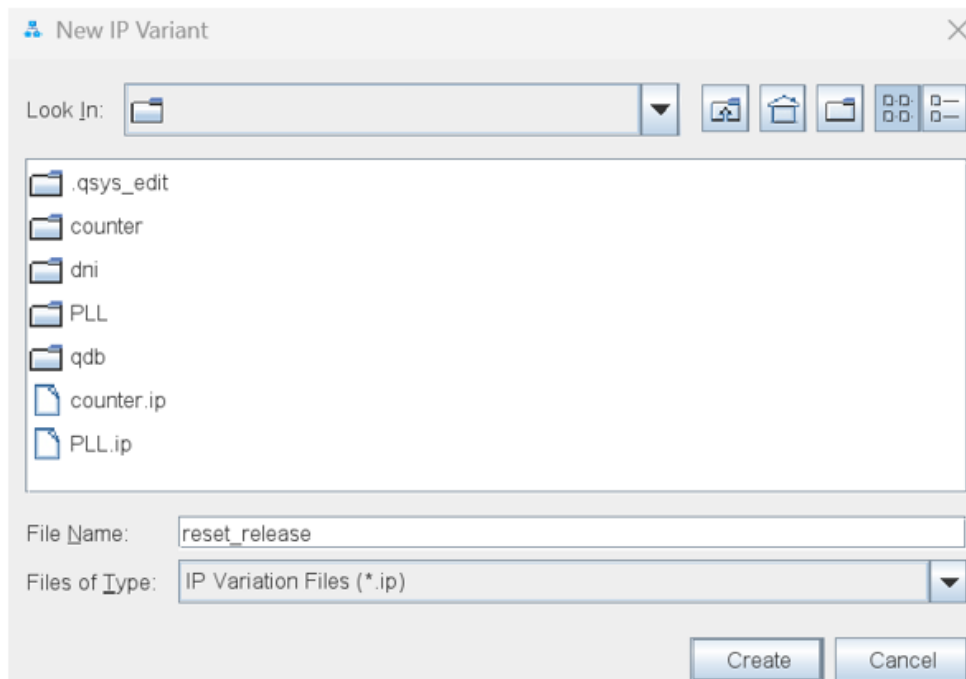 New IP Variant
Look In:
.qsys_edit
counter
dni
PLL
qdb
counter.ip
PLL.ip
File Name: reset_release
Files of Type: IP Variation Files (*.ip)
Create Cancel